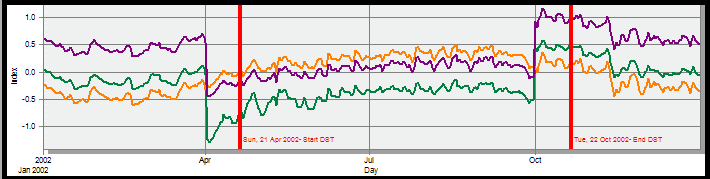 1.0
0.5
Index
0.0
-0.5
-1.0
Sun, 21 Apr 2002- Start DST
Tue, 22 Oct 2002- End DST
2002 Apr Jul Oct
Jan 2002 Day